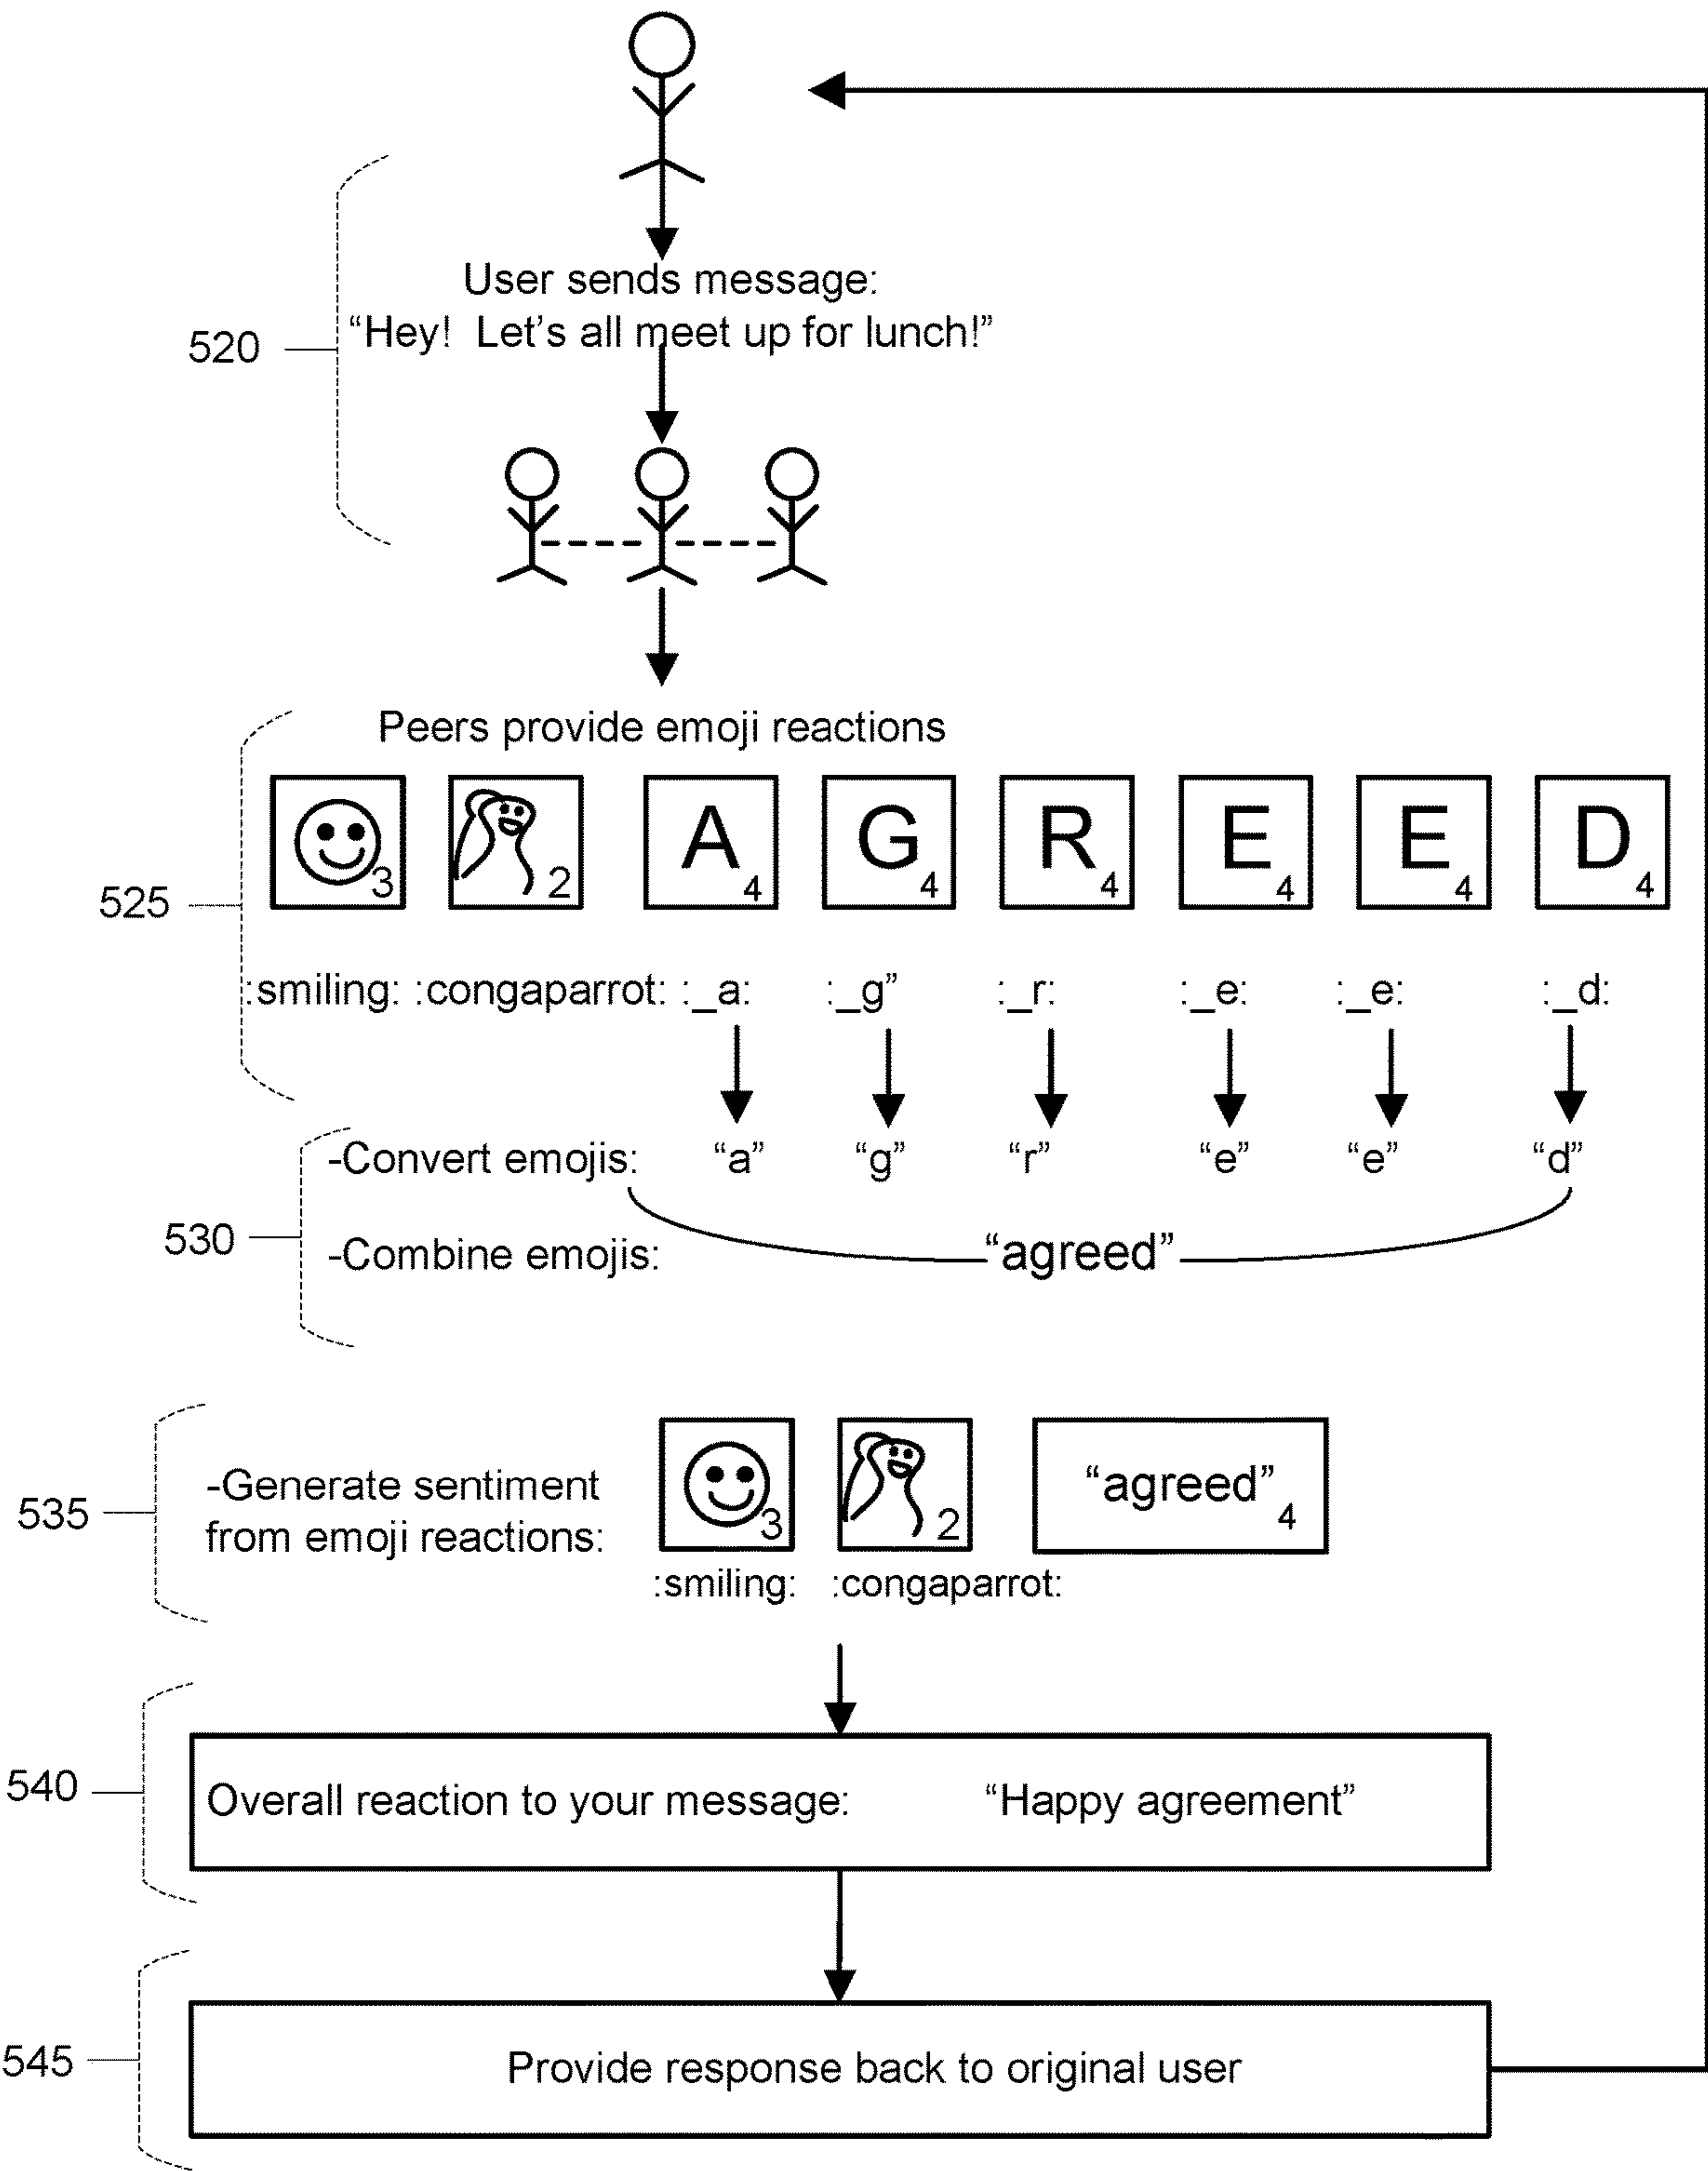 User sends message:
520
“Hey! Let’s all meet up for lunch!”
Peers provide emoji reactions
3 2 A 4 G 4 R 4 E 4 E 4 D 4
525
:smiling: :congaparrot: :_a: :_g” :_r: :_e: :_e: :_d:
-Convert emojis: “a” “g” “r” “e” “e” “d”
530
-Combine emojis: “agreed”
535
-Generate sentiment
from emoji reactions:
3 2 “agreed” 4
:smiling: :congaparrot:
540
Overall reaction to your message: “Happy agreement”
545
Provide response back to original user